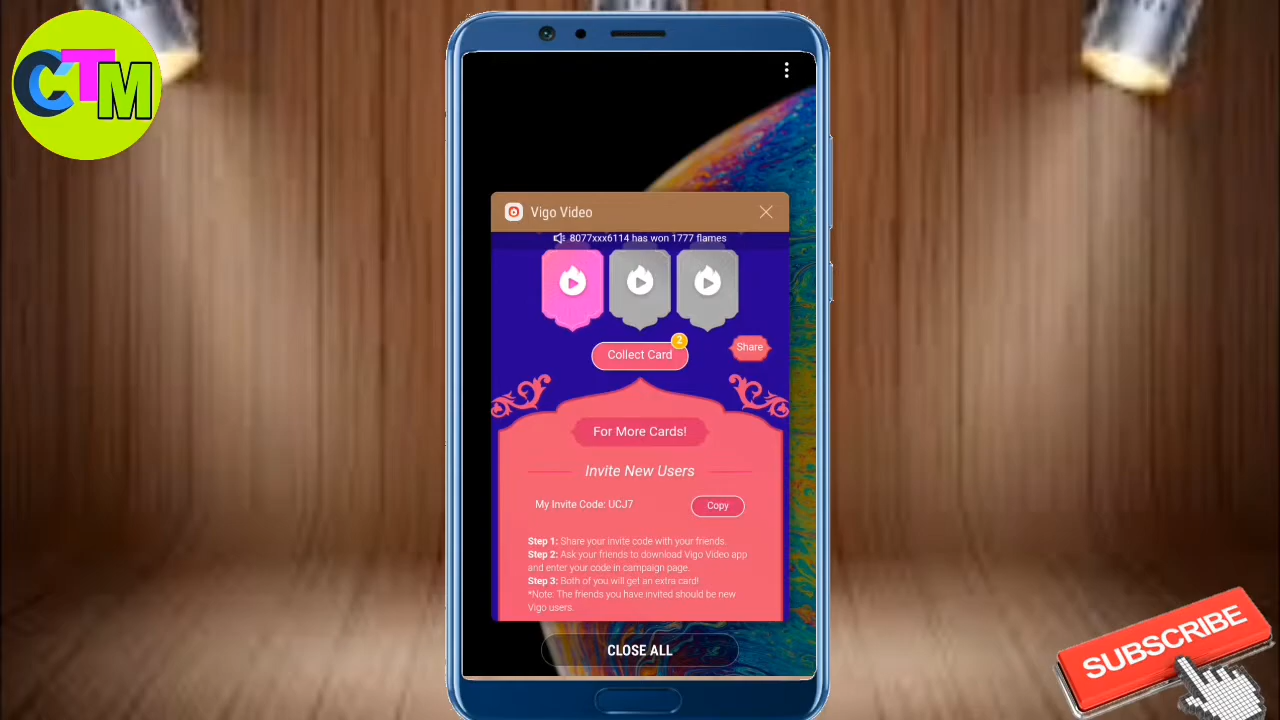 CTM
Vigo Video
8077xxx6114 has won 1777 flames
2
Collect Card
Share
For More Cards!
Invite New Users
My Invite Code: UCJ7
Copy
Step 1: Share your invite code with your friends.
Step 2: Ask your friends to download Vigo Video app
and enter your code in campaign page.
Step 3: Both of you will get an extra card!
*Note: The friends you have invited should be new
Vigo users.
CLOSE ALL
SUBSCRIBE